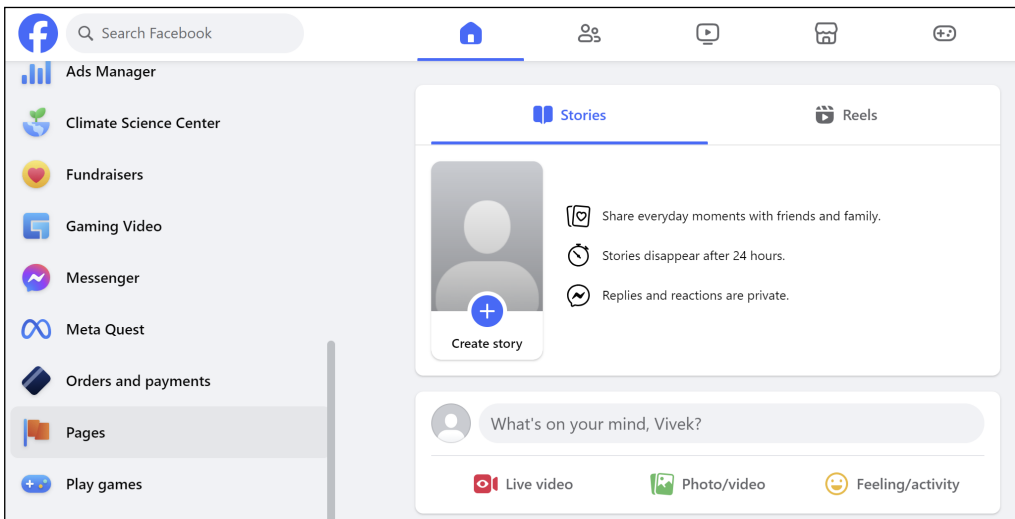 Search Facebook
Ads Manager
Climate Science Center
Fundraisers
Gaming Video
Messenger
Meta Quest
Orders and payments
Pages
Play games
Stories
Reels
Share everyday moments with friends and family.
Stories disappear after 24 hours.
Replies and reactions are private.
Create story
What's on your mind, Vivek?
Live video
Photo/video
Feeling/activity